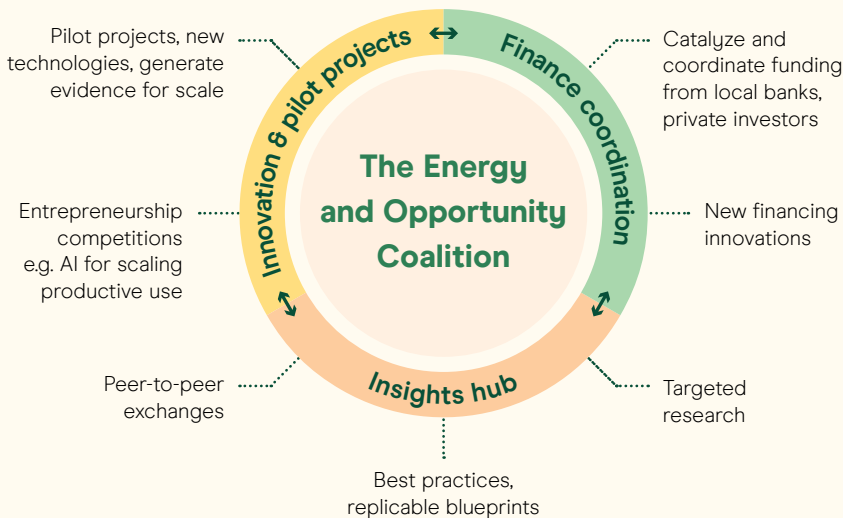 Pilot projects, new
technologies, generate
evidence for scale
Innovation & pilot projects
Finance coordination
Catalyze and
coordinate funding
from local banks,
private investors
The Energy
and Opportunity
Coalition
Entrepreneurship
competitions
e.g. AI for scaling
productive use
New financing
innovations
Insights hub
Peer-to-peer
exchanges
Targeted
research
Best practices,
replicable blueprints